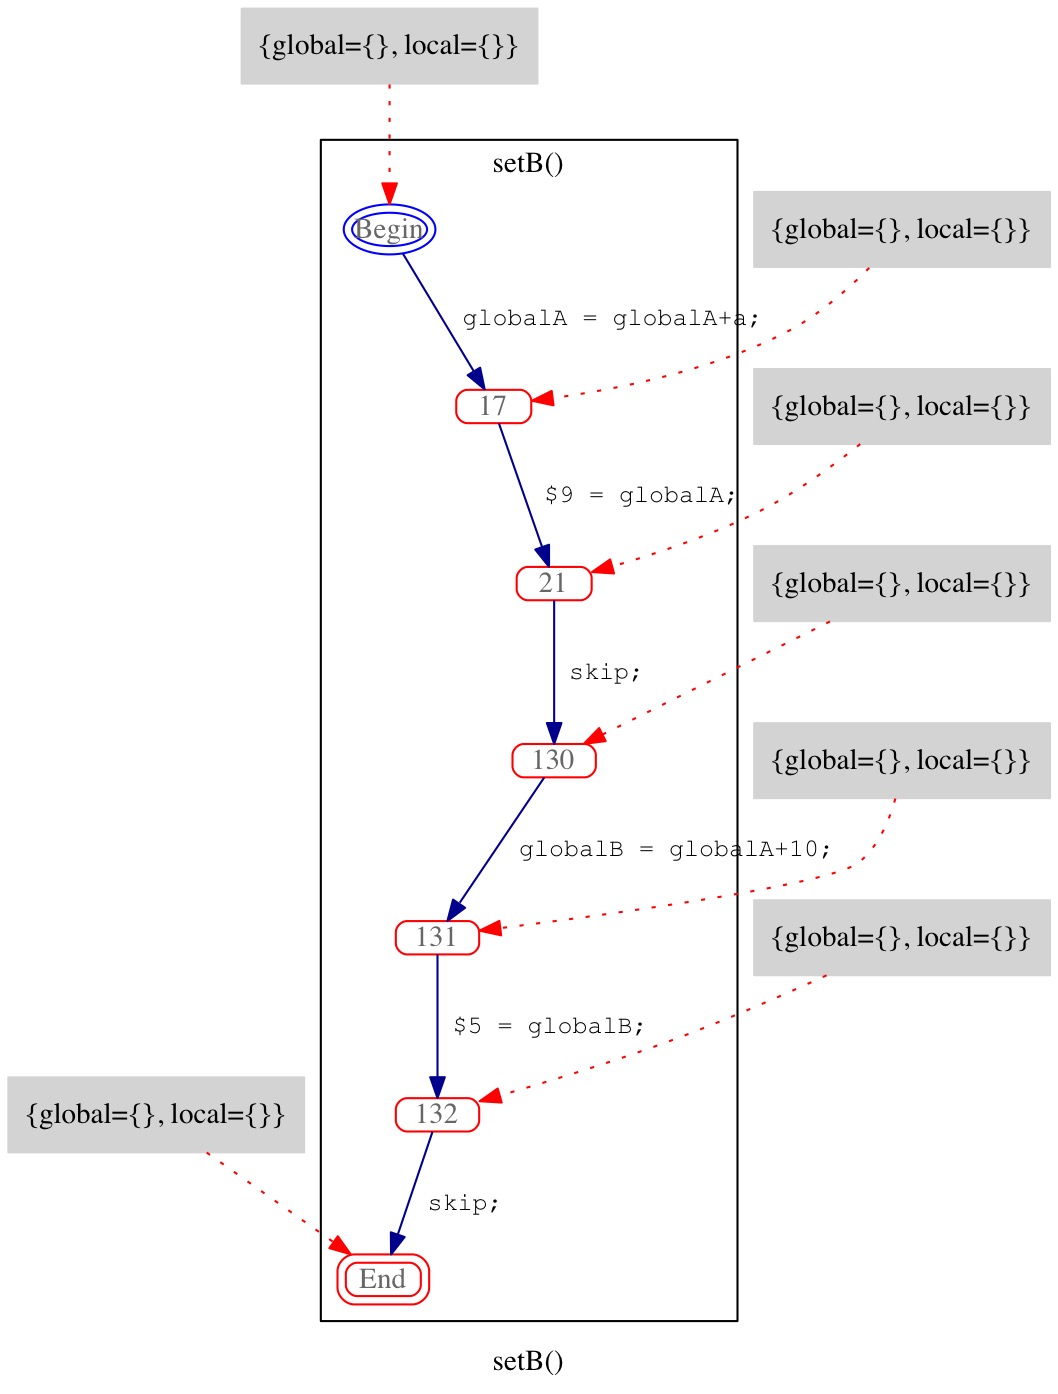 {global={}, local={}}
setB()
Begin
{global={}, local={}}
globalA = globalA+a;
17
{global={}, local={}}
$9 = globalA;
21
{global={}, local={}}
skip;
130
{global={}, local={}}
globalB = globalA+10;
131
{global={}, local={}}
$5 = globalB;
132
{global={}, local={}}
skip;
End
setB()